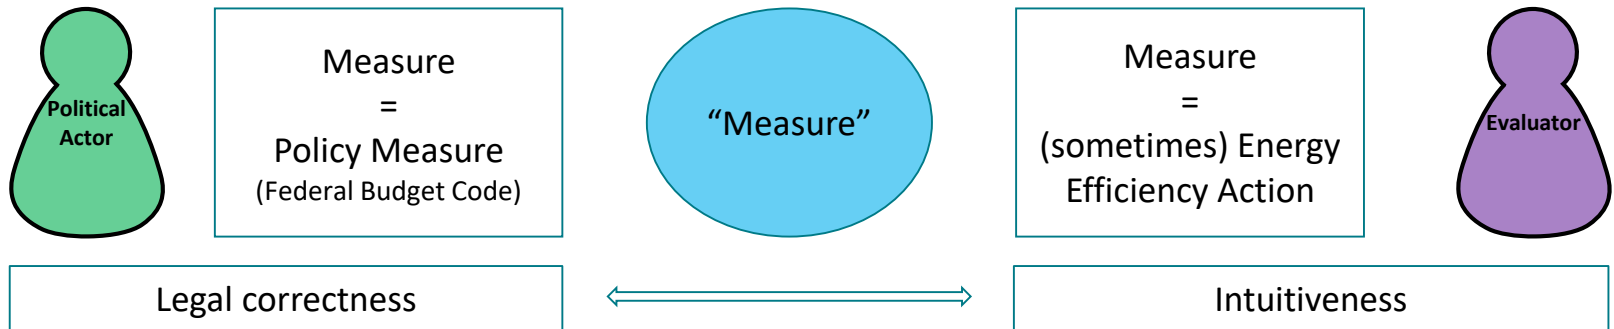 Political
Actor
Measure
=
Policy Measure
(Federal Budget Code)
“Measure”
Measure
=
(sometimes) Energy
Efficiency Action
Evaluator
Legal correctness
Intuitiveness